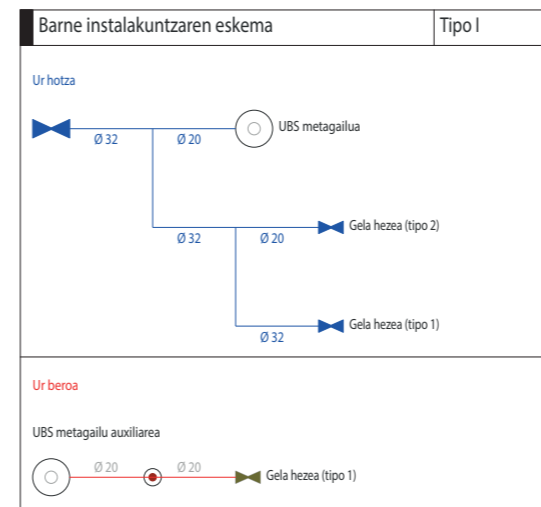 Barne instalakuntzaren eskema Tipo I
Ur hotza
UBS metagailua
Ø 32 Ø 20
Gela hezea (tipo 2)
Ø 32 Ø 20
Gela hezea (tipo 1)
Ø 32
Ur beroa
UBS metagailu auxiliarea
Ø 20 Ø 20
Gela hezea (tipo 1)